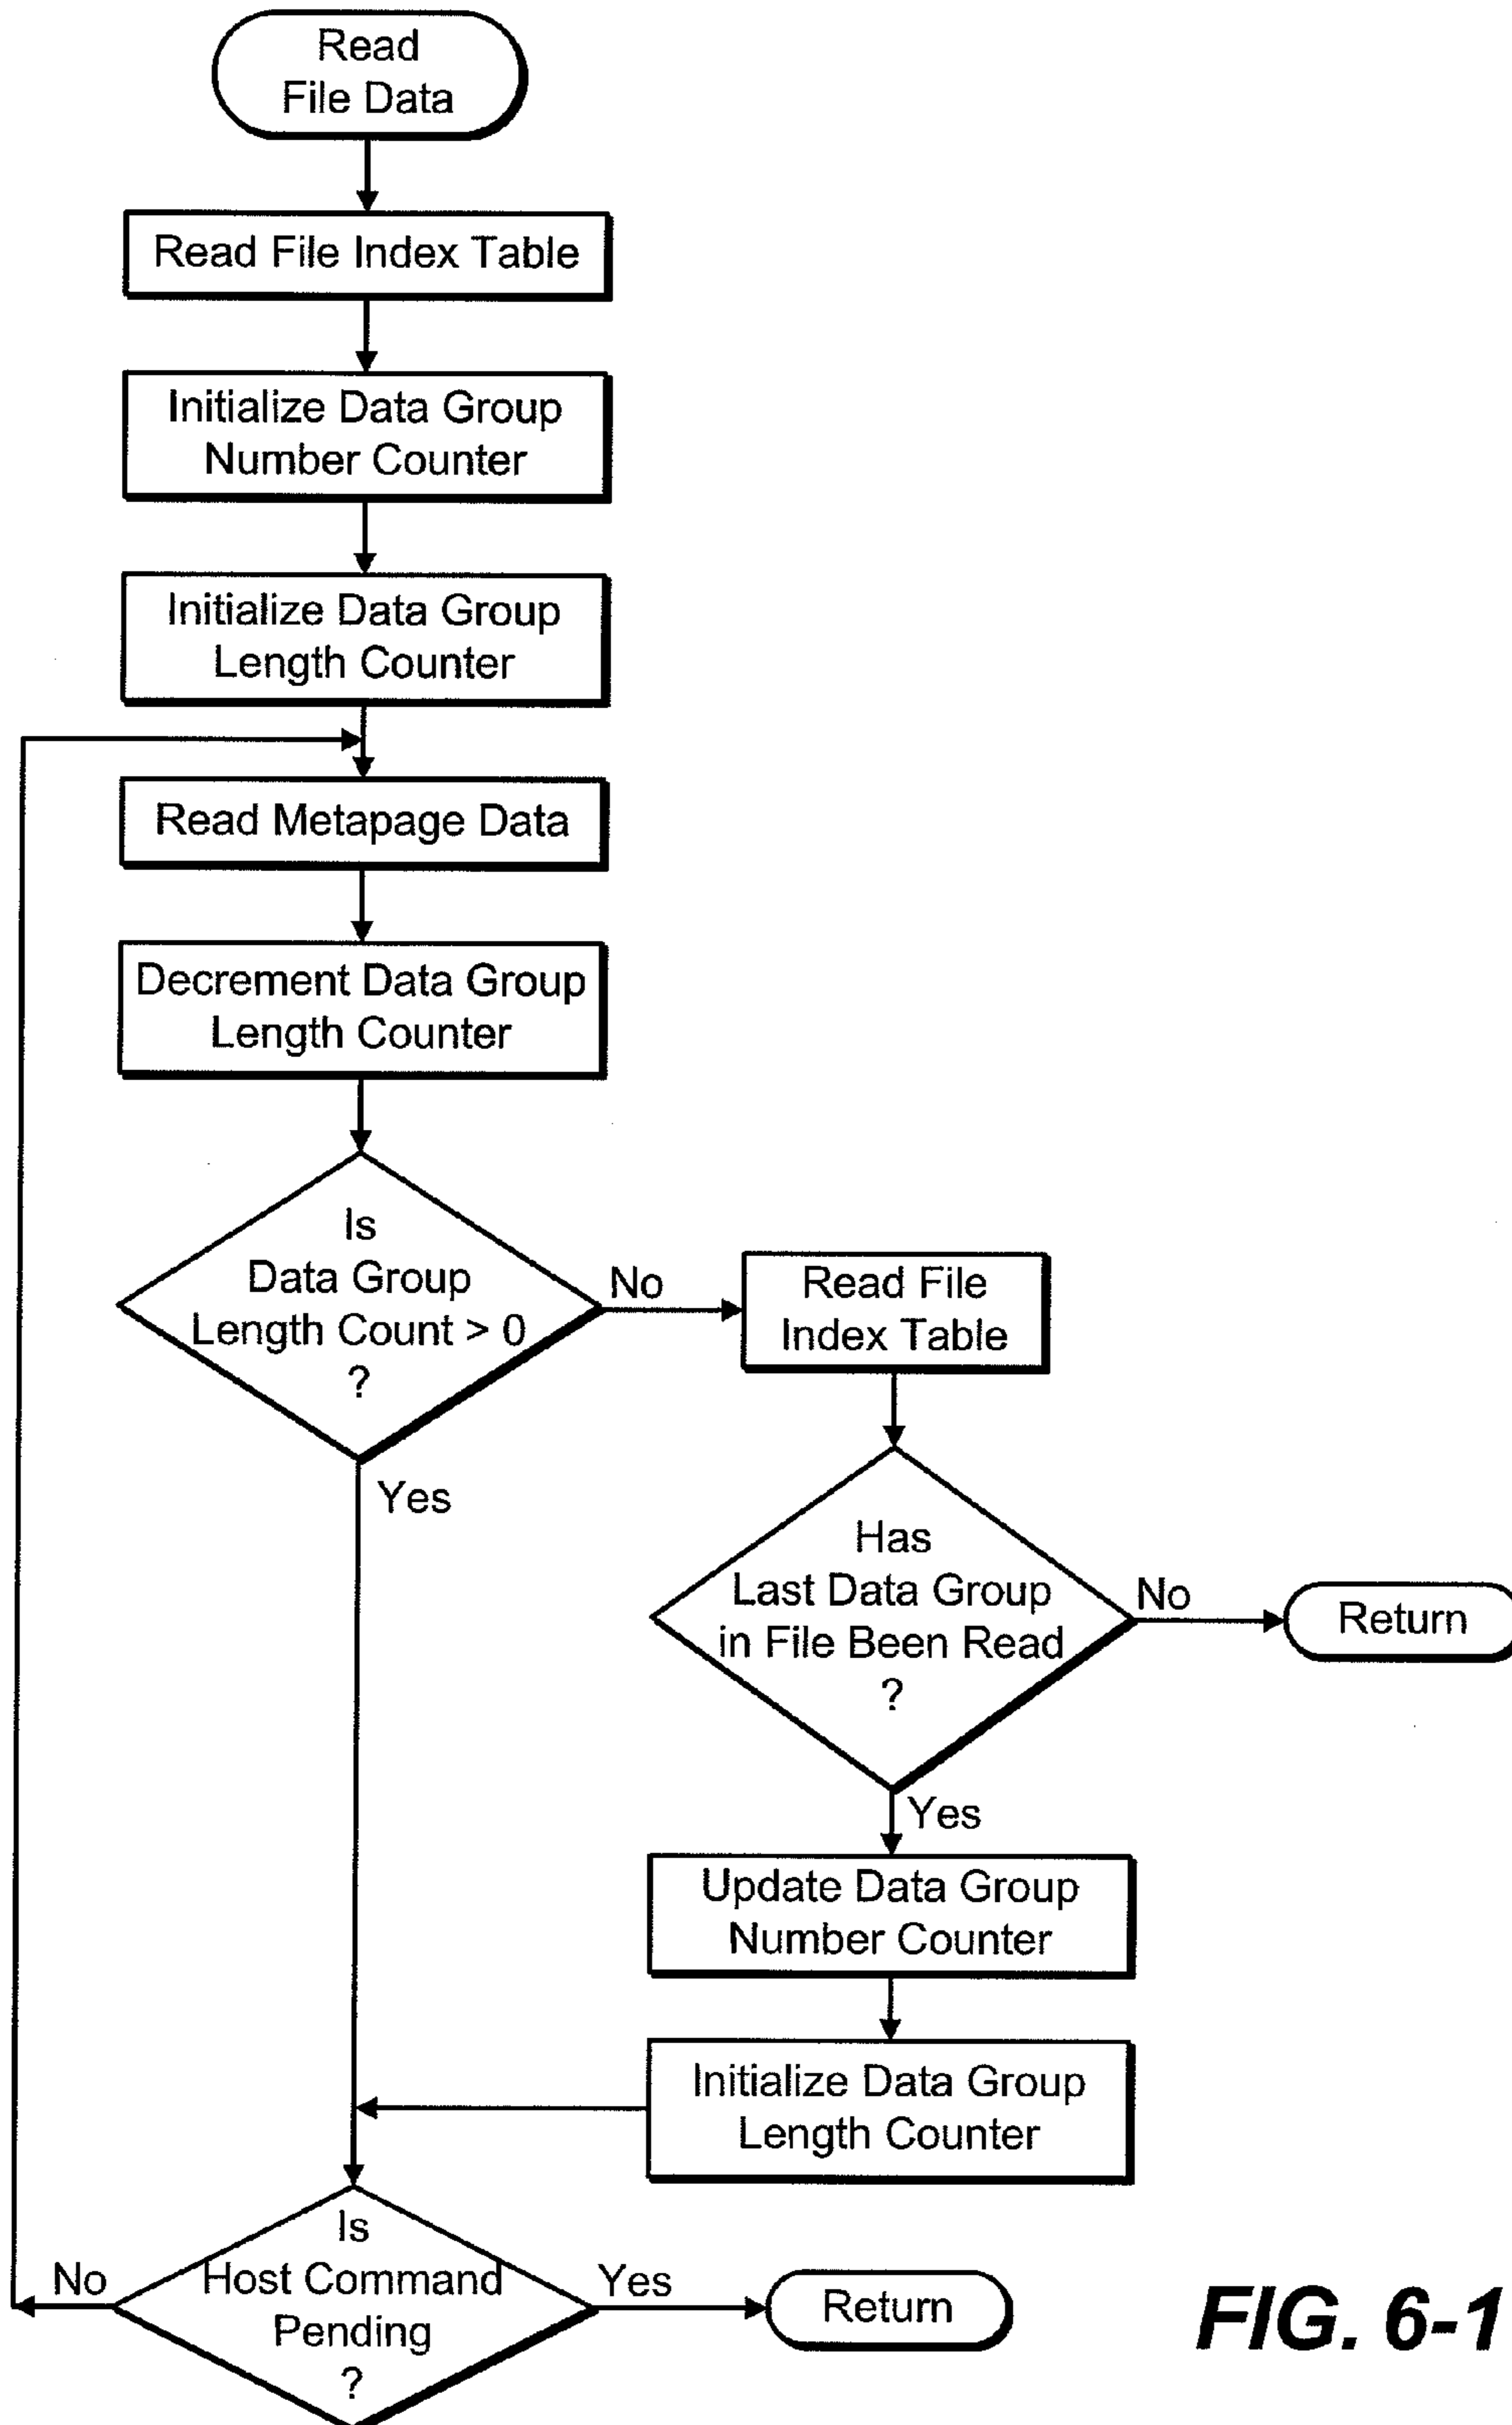 Read
File Data
Read File Index Table
Initialize Data Group
Number Counter
Initialize Data Group
Length Counter
Read Metapage Data
Decrement Data Group
Length Counter
Is
Data Group
Length Count > 0
?
No
Read File
Index Table
Yes
Has
Last Data Group
in File Been Read
?
No
Return
Yes
Update Data Group
Number Counter
Initialize Data Group
Length Counter
Is
Host Command
Pending
?
No
Yes
Return
FIG. 6-1